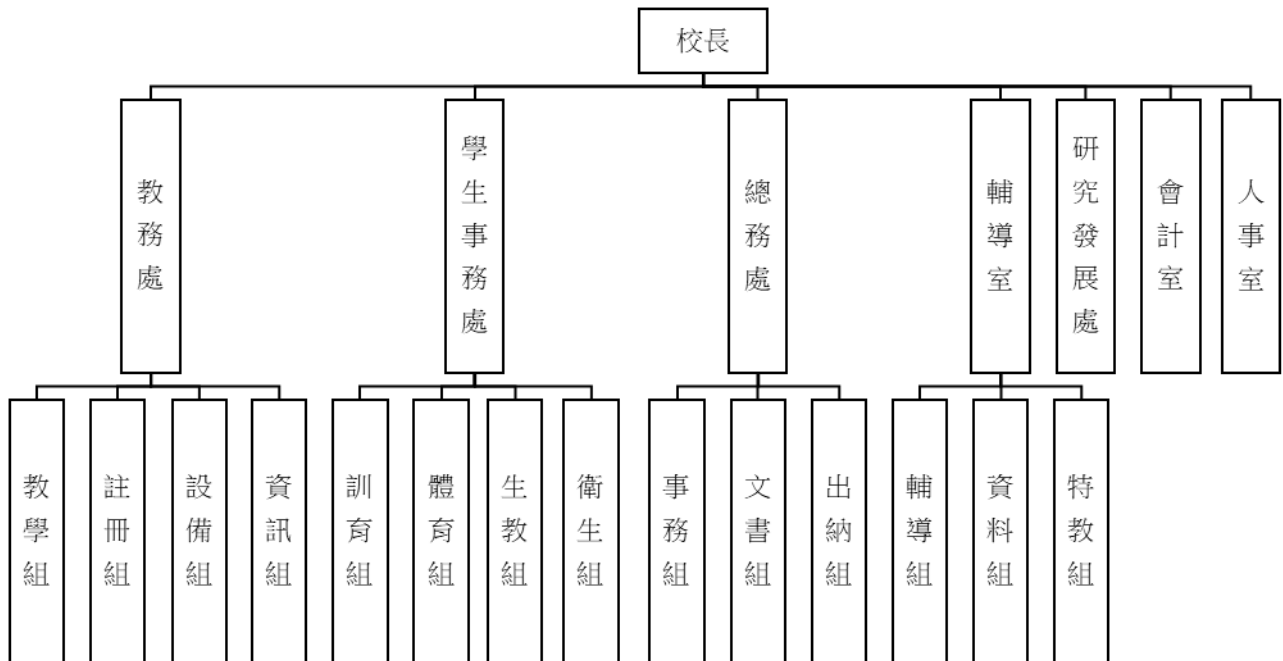 校長
教務處
學生事務處
總務處
輔導室
研究發展處
會計室
人事室
教學組
註冊組
設備組
資訊組
訓育組
體育組
生教組
衛生組
事務組
文書組
出納組
輔導組
資料組
特教組